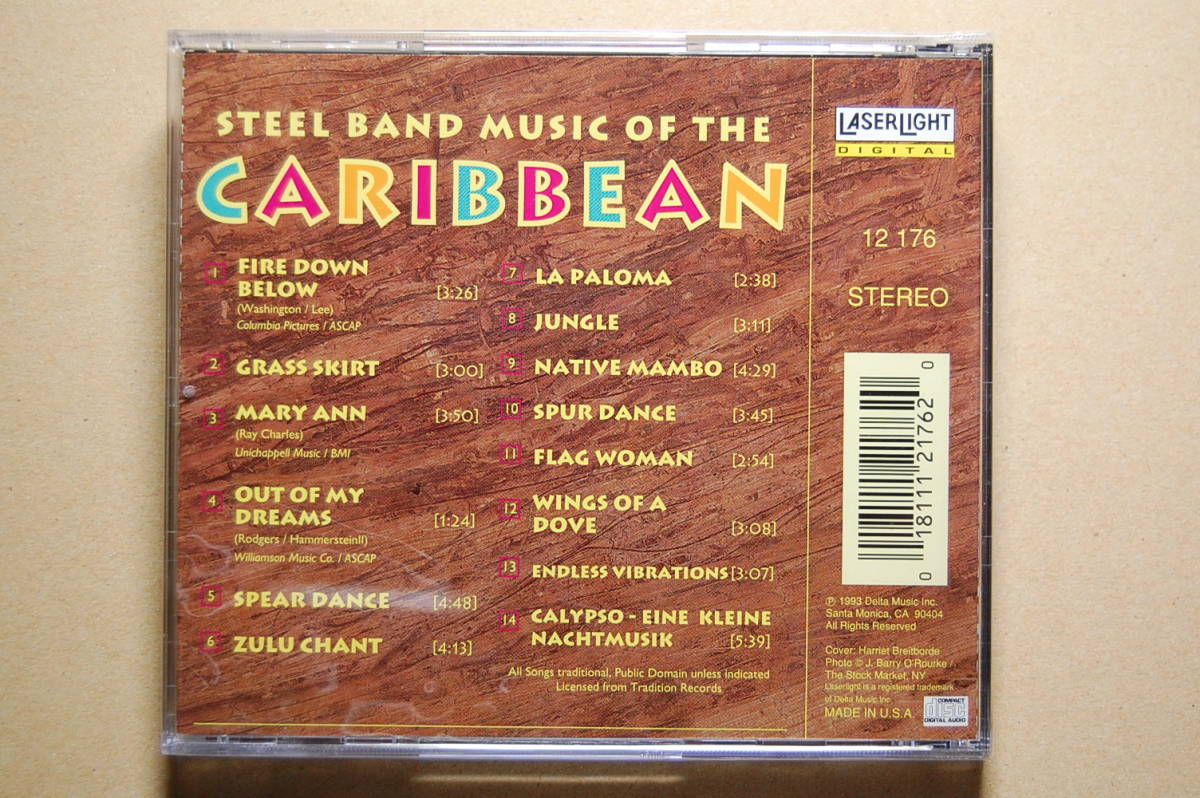 STEEL BAND MUSIC OF THE
CARIBBEAN
1 FIRE DOWN
BELOW [3:26]
(Washington / Lee)
Columbia Pictures / ASCAP
2 GRASS SKIRT [3:00]
3 MARY ANN [3:50]
(Ray Charles)
Unichappell Music / BMI
4 OUT OF MY
DREAMS [1:24]
(Rodgers / HammersteinII)
Williamson Music Co. / ASCAP
5 SPEAR DANCE [4:48]
6 ZULU CHANT [4:13]
7 LA PALOMA [2:38]
8 JUNGLE [3:11]
9 NATIVE MAMBO [4:29]
10 SPUR DANCE [3:45]
11 FLAG WOMAN [2:54]
12 WINGS OF A
DOVE [3:08]
13 ENDLESS VIBRATIONS [3:07]
14 CALYPSO - EINE KLEINE
NACHTMUSIK [5:39]
All Songs traditional, Public Domain unless indicated
Licensed from Tradition Records
LASERLIGHT
DIGITAL
12 176
STEREO
0 18111 21762 0
℗ 1993 Delta Music Inc.
Santa Monica, CA 90404
All Rights Reserved
Cover: Harriet Breitborde
Photo © J. Barry O'Rourke /
The Stock Market, NY
Laserlight is a registered trademark
of Delta Music Inc
MADE IN U.S.A.
COMPACT
disc
DIGITAL AUDIO